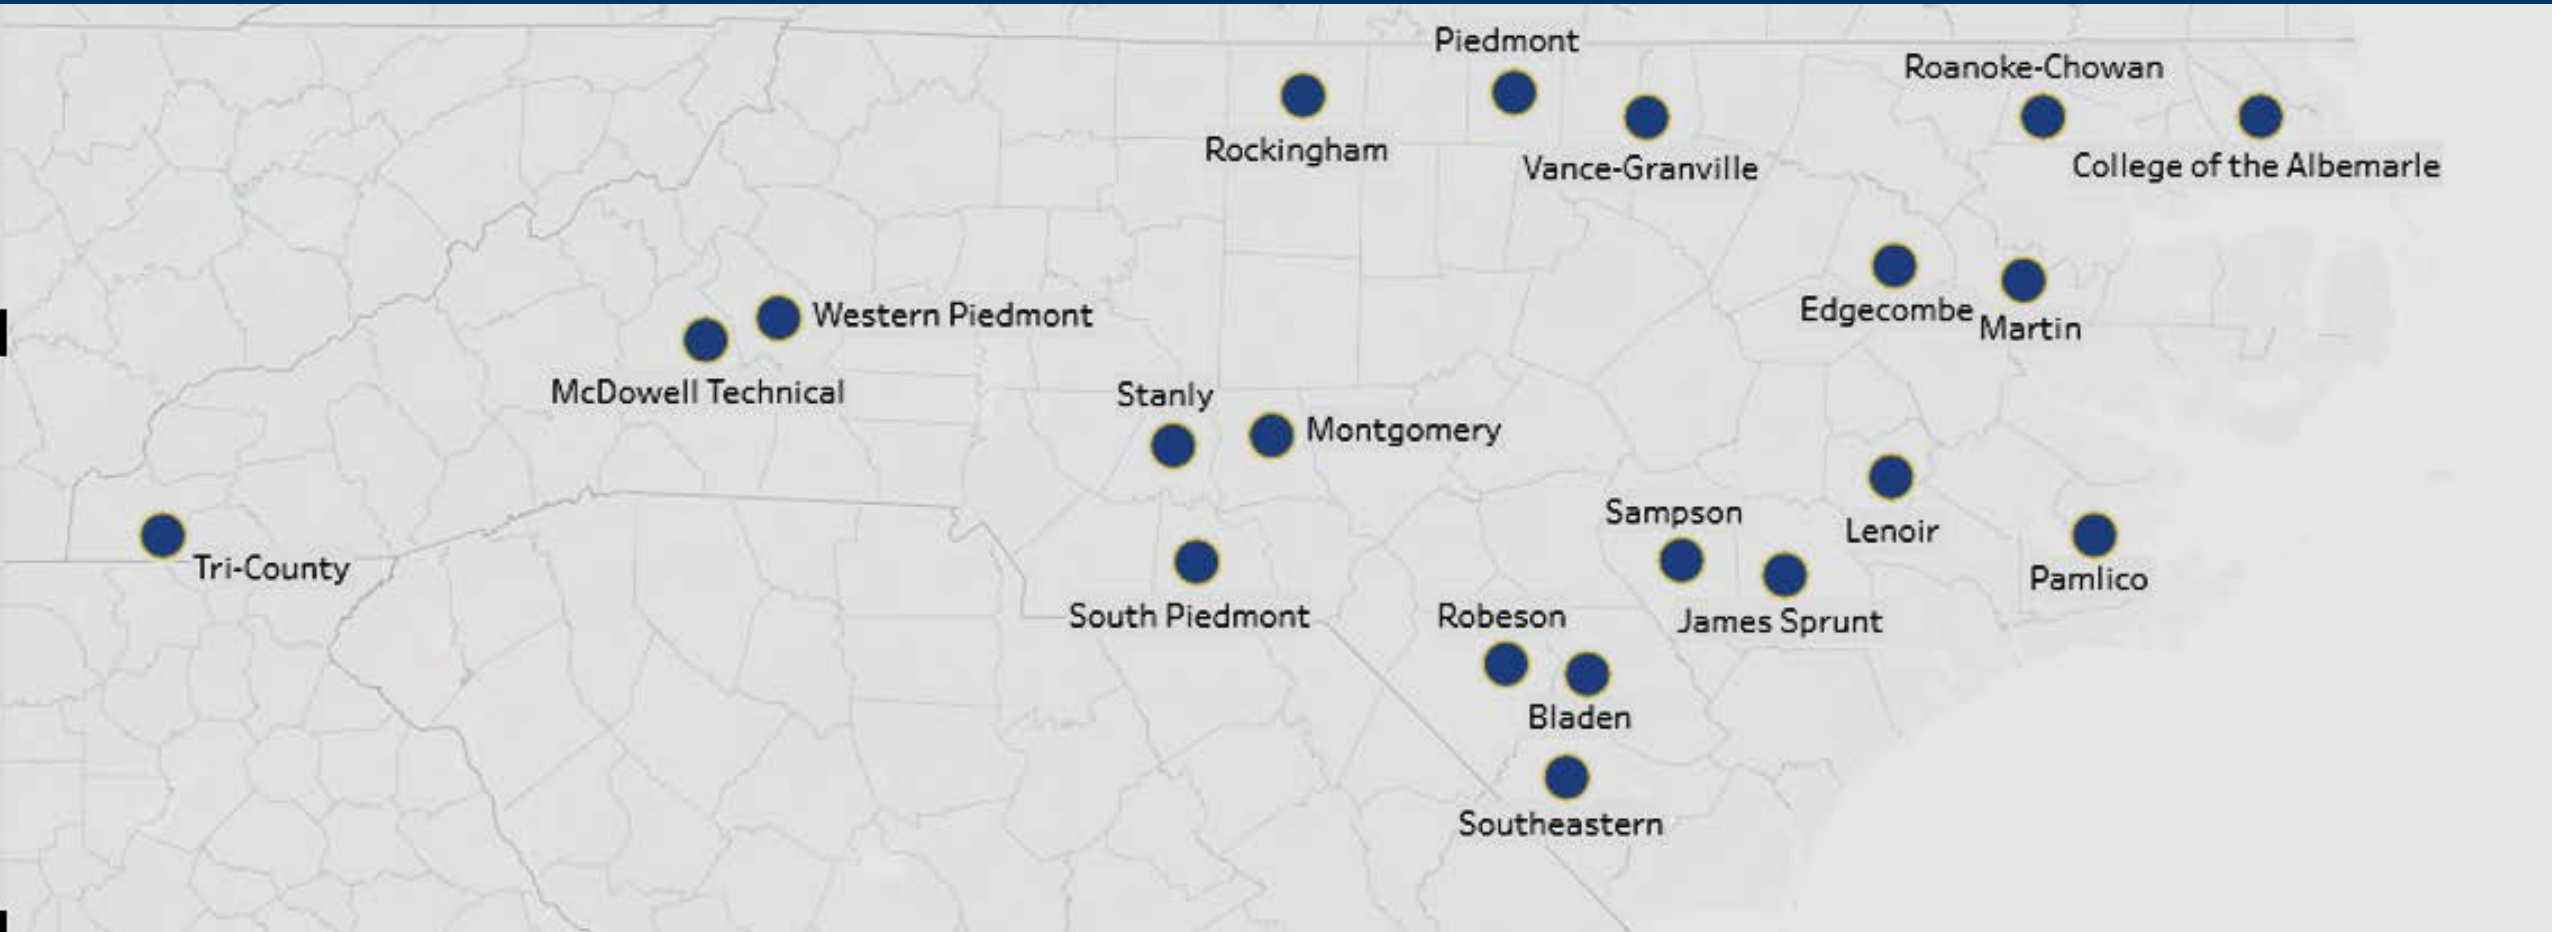 Piedmont
Roanoke-Chowan
Rockingham
Vance-Granville
College of the Albemarle
Edgecombe
Martin
Western Piedmont
McDowell Technical
Stanly
Montgomery
Sampson
Lenoir
Tri-County
Pamlico
South Piedmont
Robeson
James Sprunt
Bladen
Southeastern